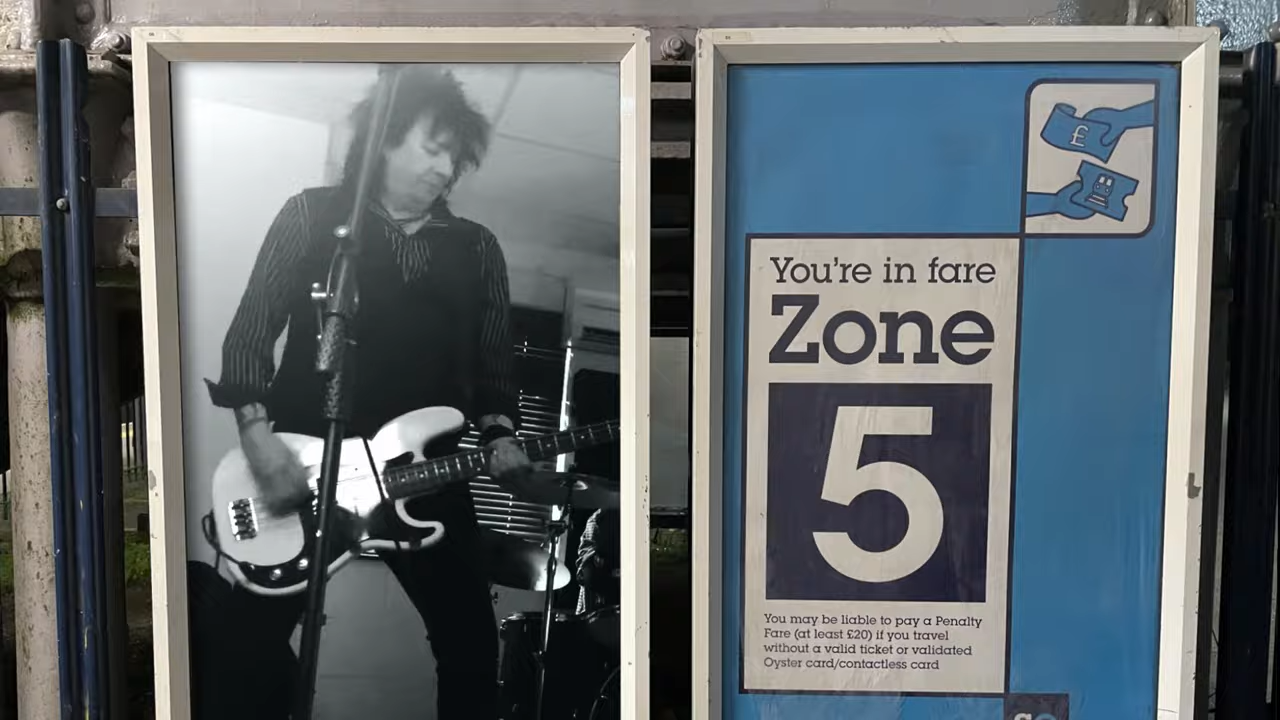 £
You're in fare
Zone
5
You may be liable to pay a Penalty
Fare (at least £20) if you travel
without a valid ticket or validated
Oyster card/contactless card